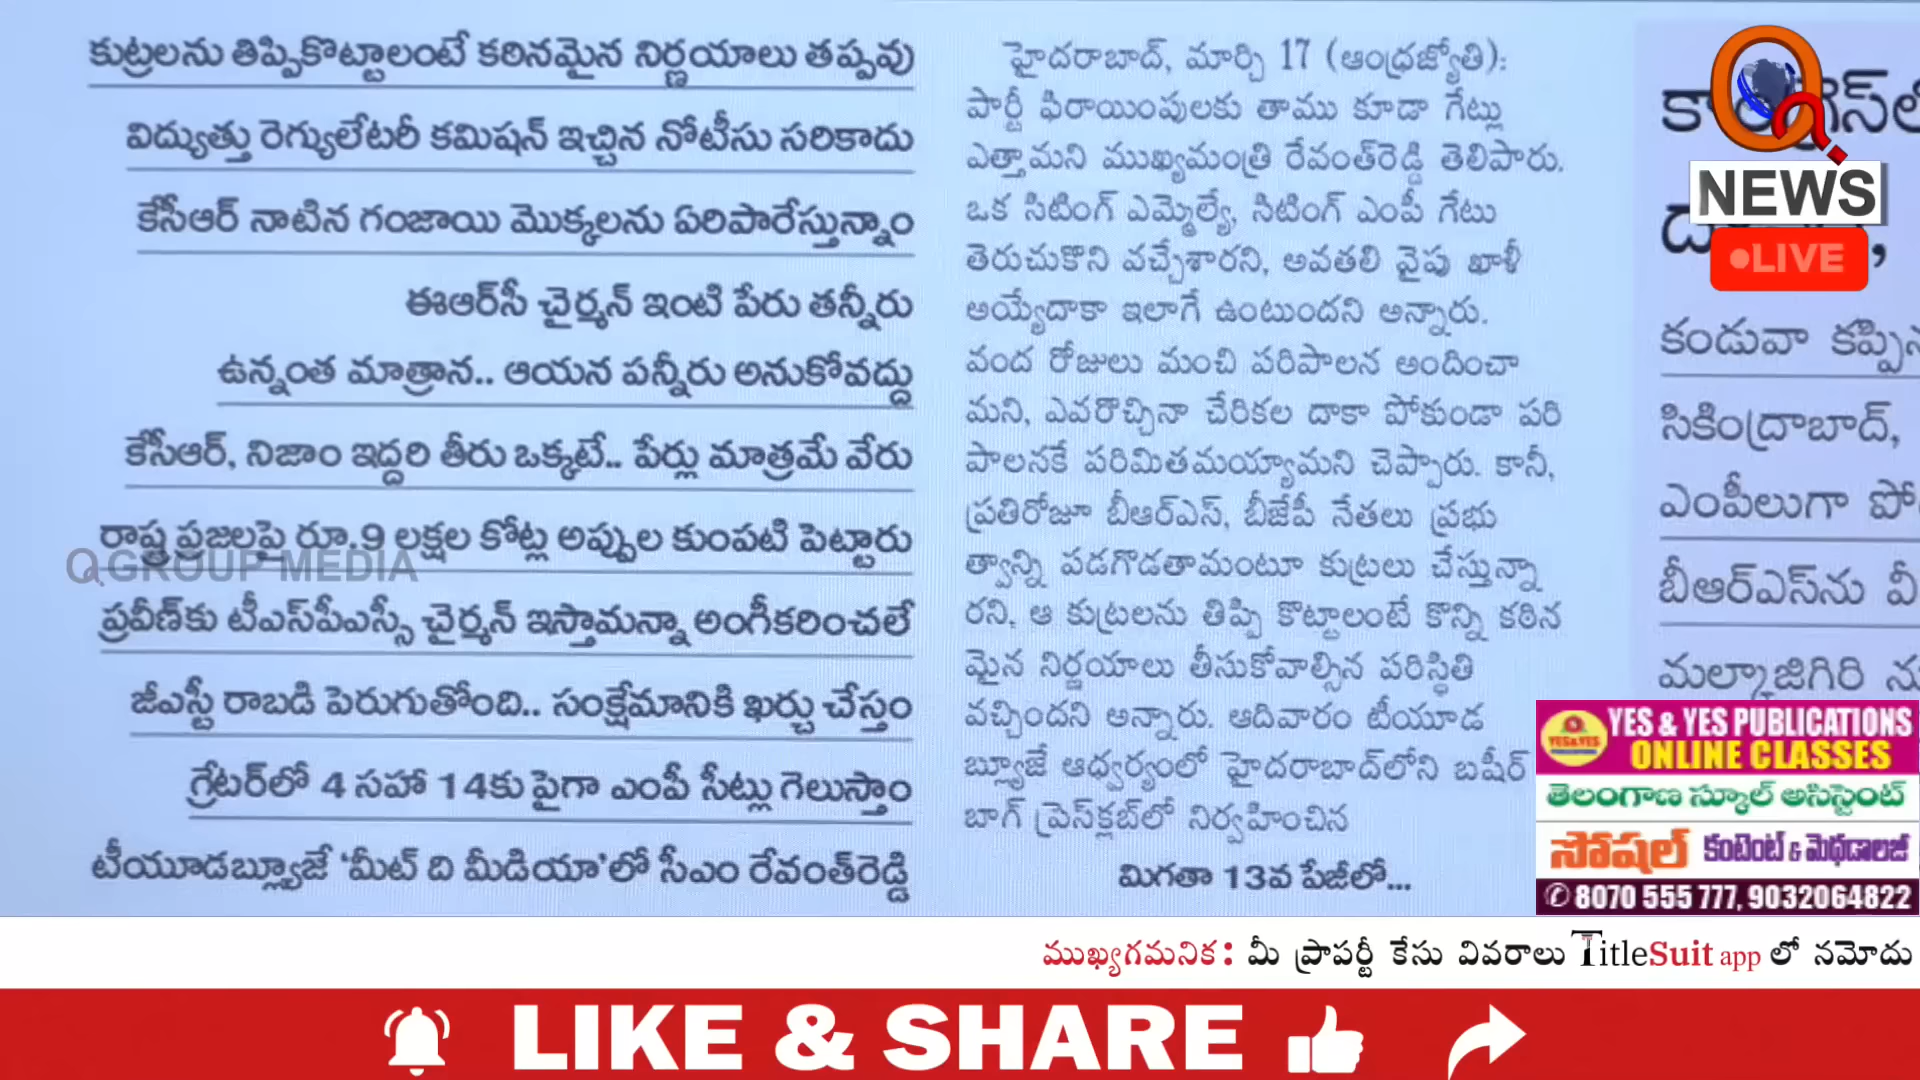 కుట్రలను తిప్పికొట్టాలంటే కఠినమైన నిర్ణయాలు తప్పవు
విద్యుత్తు రెగ్యులేటరీ కమిషన్ ఇచ్చిన నోటీసు సరికాదు
కేసీఆర్ నాటిన గంజాయి మొక్కలను ఏరిపారేస్తున్నాం
ఈఆర్‌సీ చైర్మన్ ఇంటి పేరు తన్నీరు
ఉన్నంత మాత్రాన.. ఆయన పన్నీరు అనుకోవద్దు
కేసీఆర్, నిజాం ఇద్దరి తీరు ఒక్కటే.. పేర్లు మాత్రమే వేరు
రాష్ట్ర ప్రజలపై రూ.9 లక్షల కోట్ల అప్పుల కుంపటి పెట్టారు
ప్రవీణ్‌కు టీఎస్‌పీఎస్సీ చైర్మన్ ఇస్తామన్నా అంగీకరించలే
జీఎస్టీ రాబడి పెరుగుతోంది.. సంక్షేమానికి ఖర్చు చేస్తం
గ్రేటర్‌లో 4 సహా 14కు పైగా ఎంపీ సీట్లు గెలుస్తాం
టీయూడబ్ల్యూజే ‘మీట్ ది మీడియా’లో సీఎం రేవంత్‌రెడ్డి
Q GROUP MEDIA
హైదరాబాద్, మార్చి 17 (ఆంధ్రజ్యోతి):
పార్టీ ఫిరాయింపులకు తాము కూడా గేట్లు
ఎత్తామని ముఖ్యమంత్రి రేవంత్‌రెడ్డి తెలిపారు.
ఒక సిటింగ్ ఎమ్మెల్యే, సిటింగ్ ఎంపీ గేటు
తెరుచుకొని వచ్చేశారని, అవతలి వైపు ఖాళీ
అయ్యేదాకా ఇలాగే ఉంటుందని అన్నారు.
వంద రోజులు మంచి పరిపాలన అందించా
మని, ఎవరొచ్చినా చేరికల దాకా పోకుండా పరి
పాలనకే పరిమితమయ్యామని చెప్పారు. కానీ,
ప్రతిరోజూ బీఆర్ఎస్, బీజేపీ నేతలు ప్రభు
త్వాన్ని పడగొడతామంటూ కుట్రలు చేస్తున్నా
రని, ఆ కుట్రలను తిప్పి కొట్టాలంటే కొన్ని కఠిన
మైన నిర్ణయాలు తీసుకోవాల్సిన పరిస్థితి
వచ్చిందని అన్నారు. ఆదివారం టీయూడ
బ్ల్యూజే ఆధ్వర్యంలో హైదరాబాద్‌లోని బషీర్
బాగ్ ప్రెస్‌క్లబ్‌లో నిర్వహించిన
మిగతా 13వ పేజీలో...
కండువా కప్పిన
సికింద్రాబాద్,
ఎంపీలుగా పో
బీఆర్ఎస్‌ను వీ
మల్కాజిగిరి ను
Q
NEWS
LIVE
YES & YES PUBLICATIONS
ONLINE CLASSES
YES&YES
తెలంగాణ స్కూల్ అసిస్టెంట్
సోషల్ కంటెంట్ & మెథడాలజీ
8070 555 777, 9032064822
ముఖ్యగమనిక: మీ ప్రాపర్టీ కేసు వివరాలు TitleSuit app లో నమోదు
LIKE & SHARE